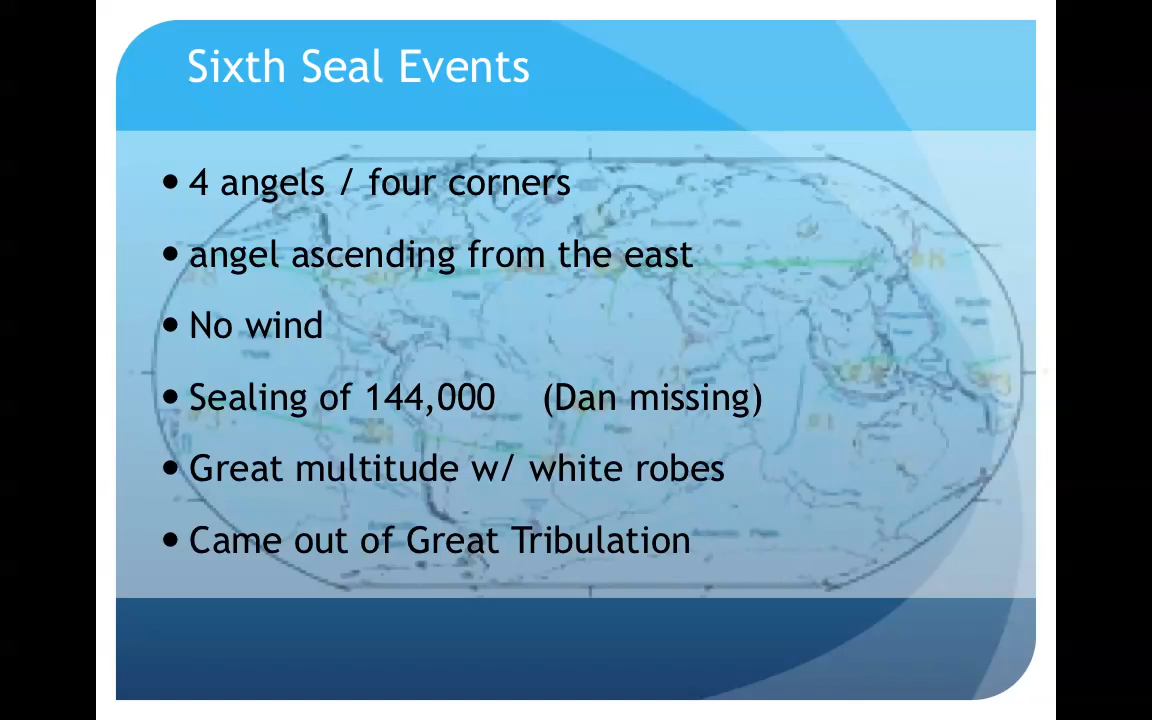 Sixth Seal Events
• 4 angels / four corners
• angel ascending from the east
• No wind
• Sealing of 144,000 (Dan missing)
• Great multitude w/ white robes
• Came out of Great Tribulation